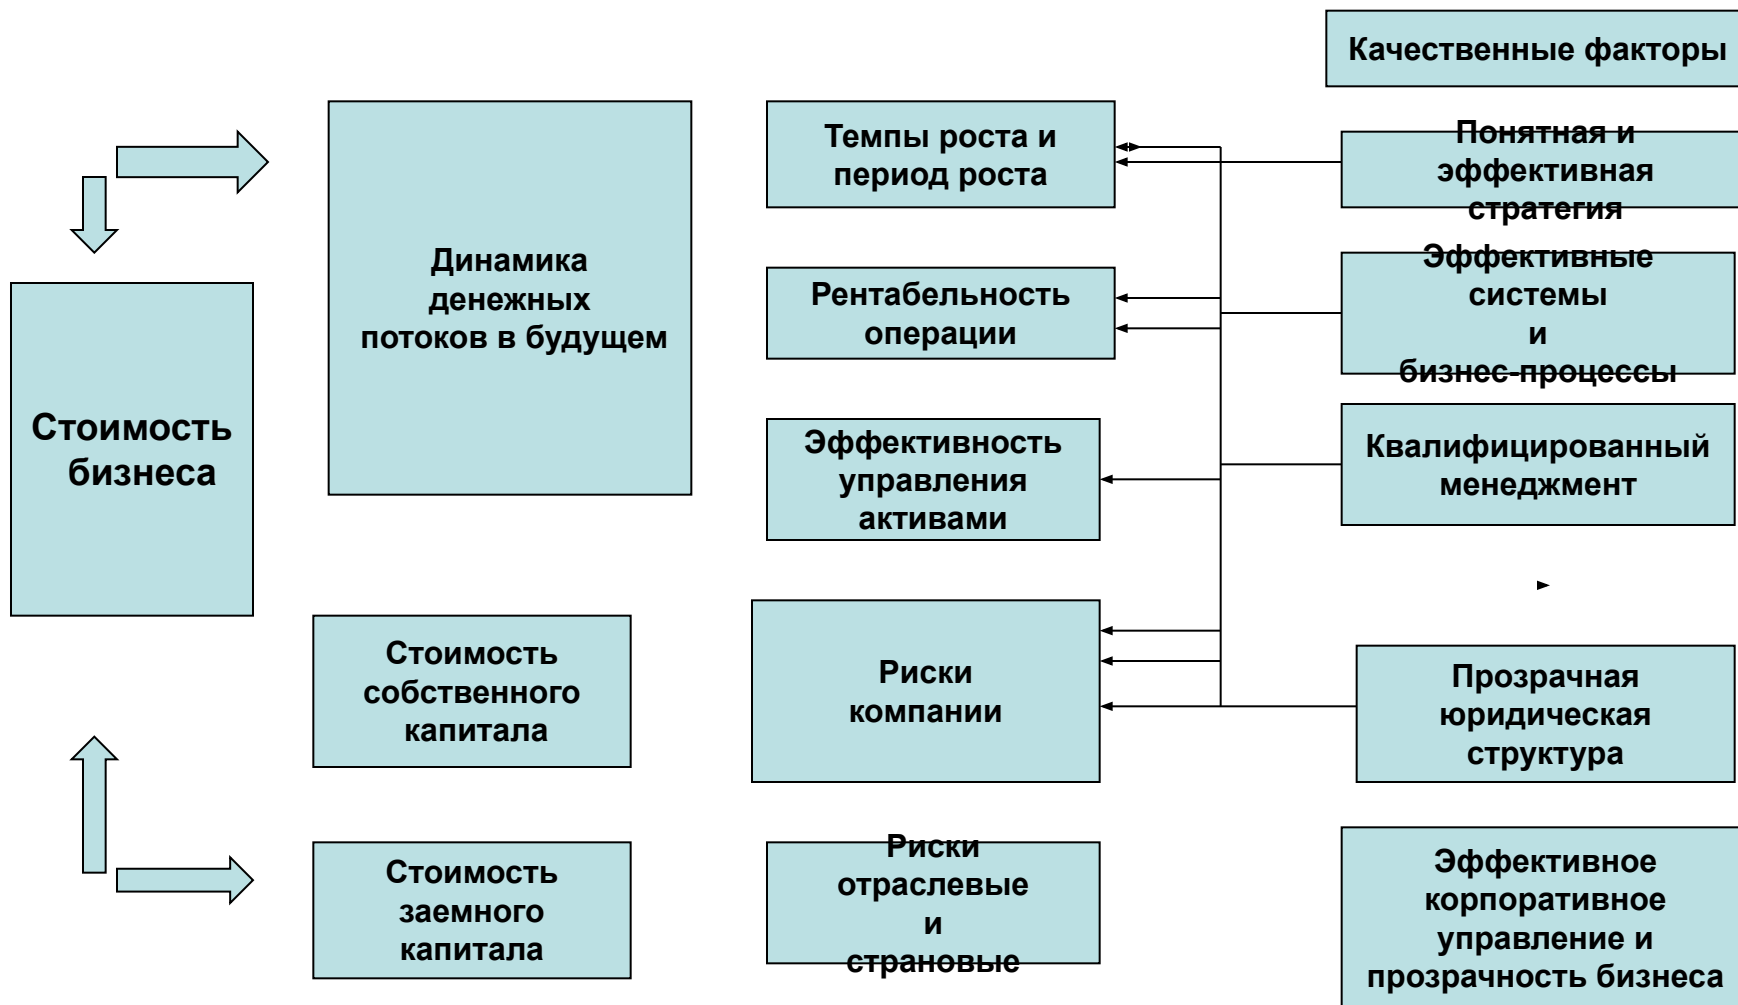 Качественные факторы
Темпы роста и
период роста
Понятная и
эффективная
стратегия
Динамика
денежных
потоков в будущем
Рентабельность
операции
Эффективные
системы
и
бизнес-процессы
Стоимость
бизнеса
Эффективность
управления
активами
Квалифицированный
менеджмент
Стоимость
собственного
капитала
Риски
компании
Прозрачная
юридическая
структура
Стоимость
заемного
капитала
Риски
отраслевые
и
страновые
Эффективное
корпоративное
управление и
прозрачность бизнеса